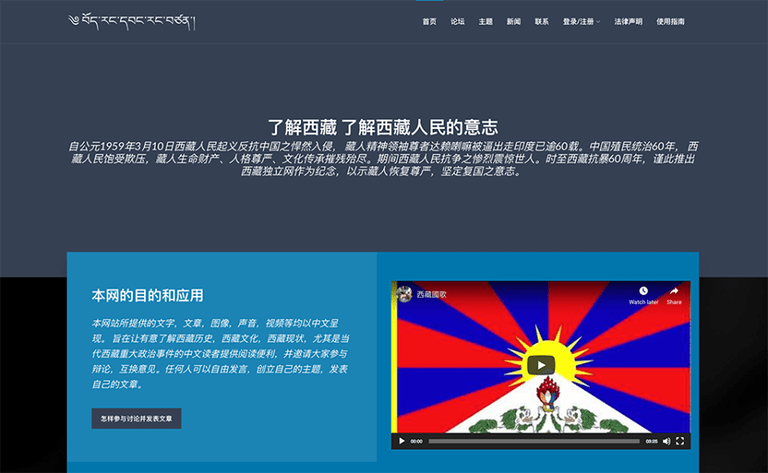 ༄ བོད་རང་དབང་རང་བཙན།
首页 论坛 主题 新闻 联系 登录/注册 法律声明 使用指南
了解西藏 了解西藏人民的意志
自公元1959年3月10日西藏人民起义反抗中国之悍然入侵， 藏人精神领袖尊者达赖喇嘛被逼出走印度已逾60载。中国殖民统治60年， 西
藏人民饱受欺压，藏人生命财产、人格尊严、文化传承摧残殆尽。期间西藏人民抗争之惨烈震惊世人。时至西藏抗暴60周年，谨此推出
西藏独立网作为纪念，以示藏人恢复尊严，坚定复国之意志。
本网的目的和应用
本网站所提供的文字，文章，图像，声音，视频等均以中文呈
现。旨在让有意了解西藏历史，西藏文化，西藏现状，尤其是当
代西藏重大政治事件的中文读者提供阅读便利，并邀请大家参与
辩论，互换意见。任何人可以自由发言，创立自己的主题，发表
自己的文章。
怎样参与讨论并发表文章
西藏國歌
Watch later Share
00:00 00:05